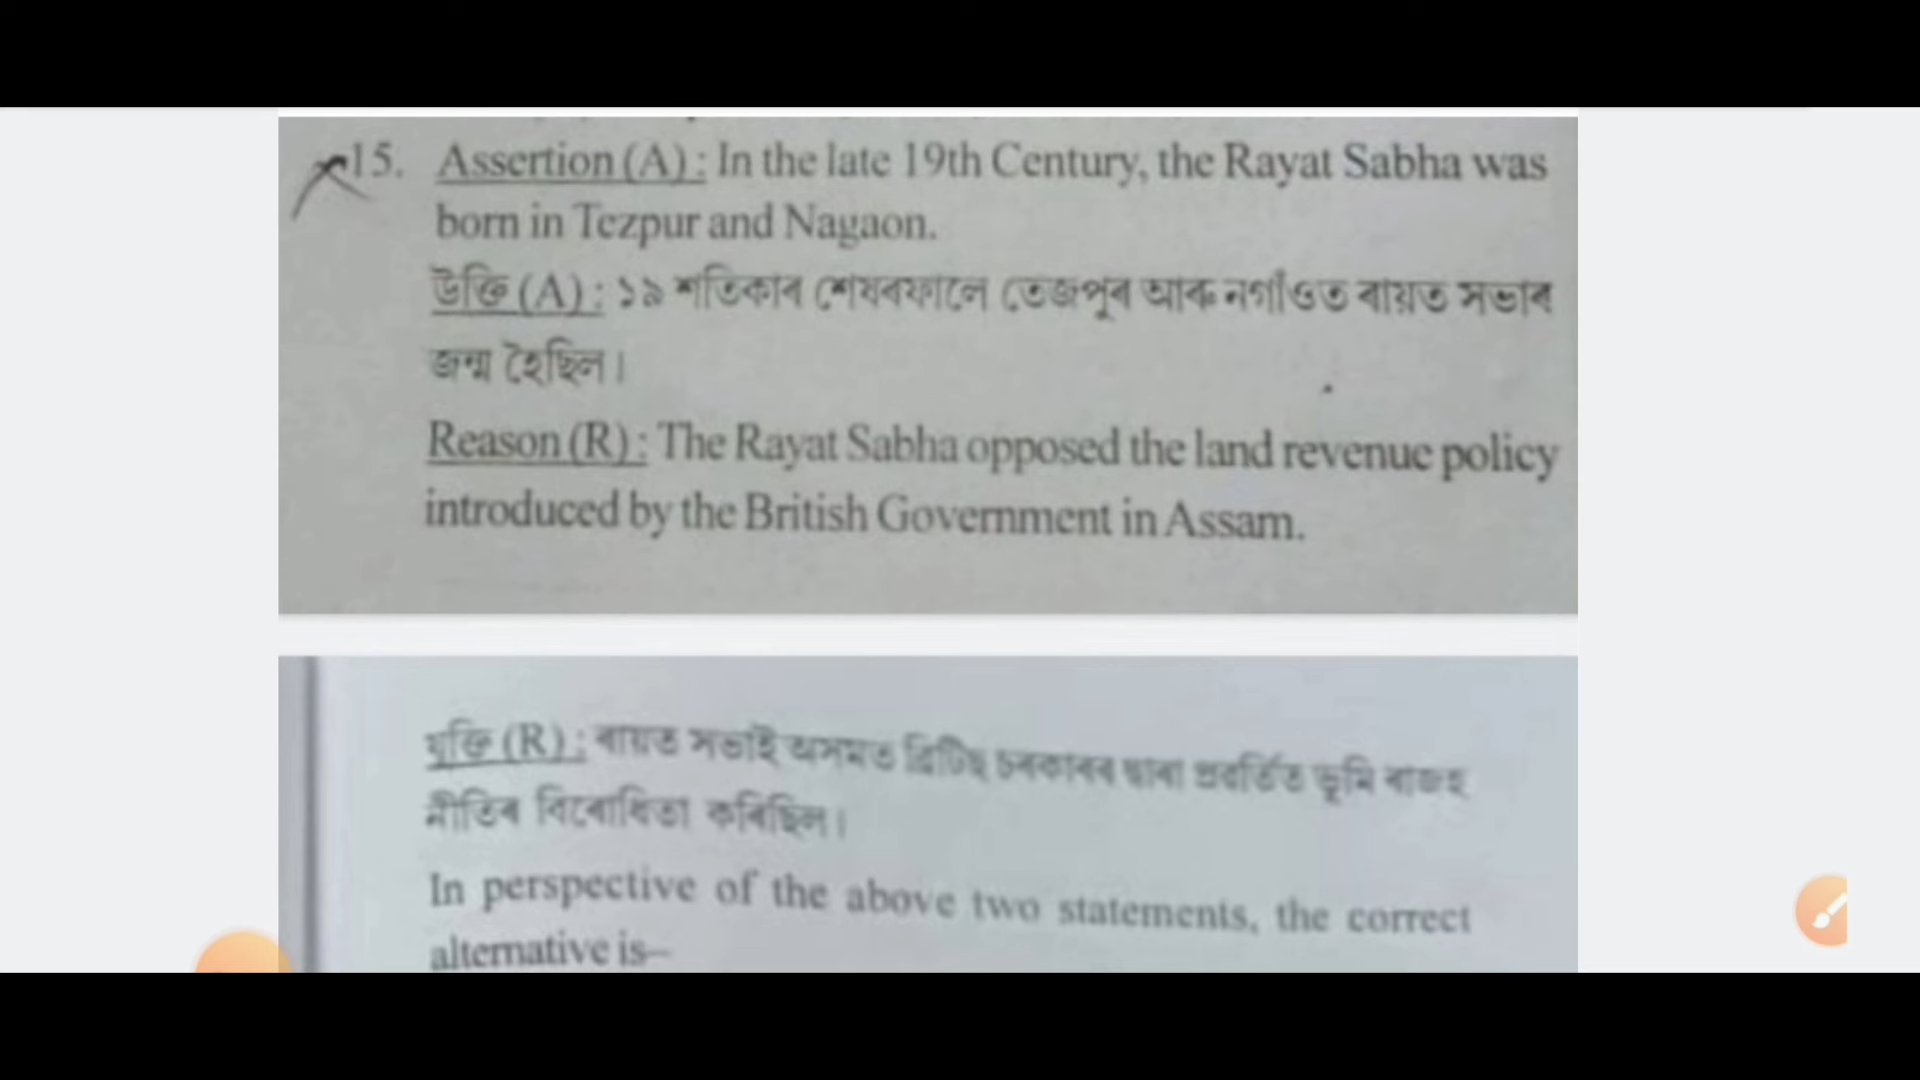 15. Assertion (A) : In the late 19th Century, the Rayat Sabha was
born in Tezpur and Nagaon.
উক্তি (A) : ১৯ শতিকাৰ শেষৰফালে তেজপুৰ আৰু নগাঁওত ৰায়ত সভাৰ
জন্ম হৈছিল।
Reason (R) : The Rayat Sabha opposed the land revenue policy
introduced by the British Government in Assam.
যুক্তি (R) : ৰায়ত সভাই অসমত ব্ৰিটিছ চৰকাৰৰ দ্বাৰা প্ৰবৰ্তিত ভূমি ৰাজহ
নীতিৰ বিৰোধিতা কৰিছিল।
In perspective of the above two statements, the correct
alternative is–